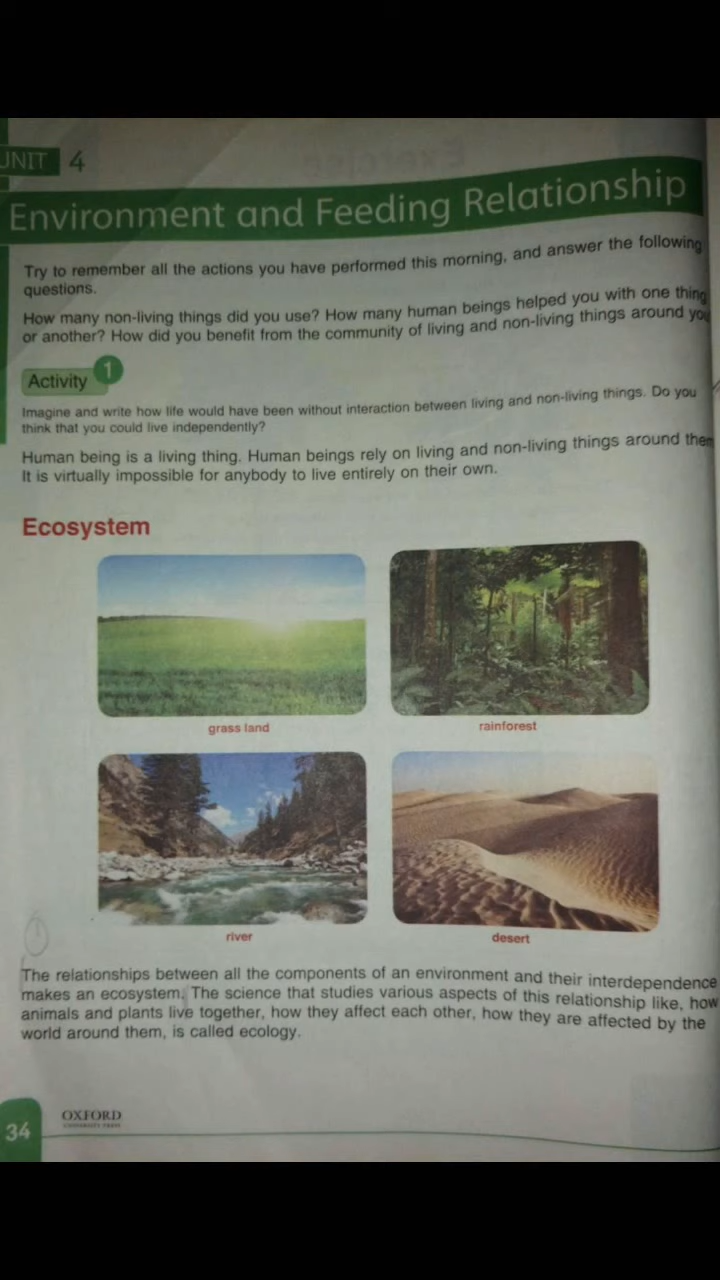 UNIT 4
Environment and Feeding Relationship
Try to remember all the actions you have performed this morning, and answer the following
questions.
How many non-living things did you use? How many human beings helped you with one thing
or another? How did you benefit from the community of living and non-living things around you
Activity 1
Imagine and write how life would have been without interaction between living and non-living things. Do you
think that you could live independently?
Human being is a living thing. Human beings rely on living and non-living things around them
It is virtually impossible for anybody to live entirely on their own.
Ecosystem
grass land
rainforest
river
desert
The relationships between all the components of an environment and their interdependence
makes an ecosystem. The science that studies various aspects of this relationship like, how
animals and plants live together, how they affect each other, how they are affected by the
world around them, is called ecology.
34
OXFORD
UNIVERSITY PRESS